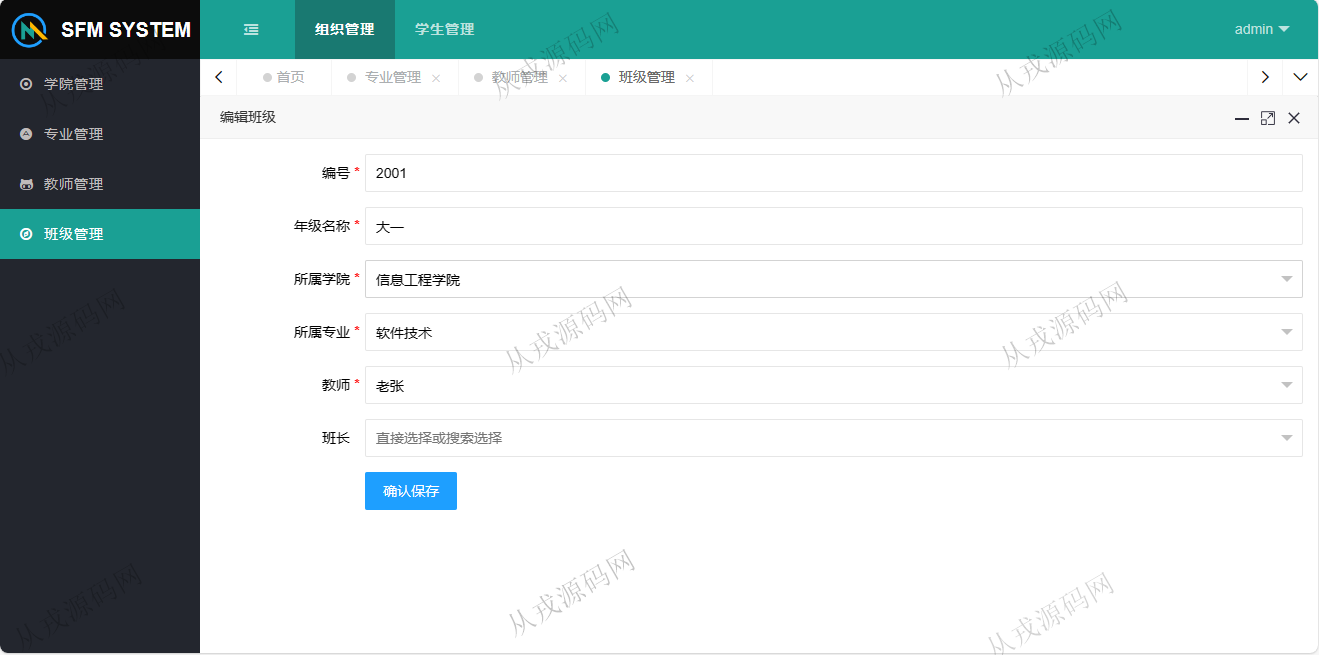 SFM SYSTEM
组织管理
学生管理
admin
学院管理
专业管理
教师管理
班级管理
首页
专业管理
教师管理
班级管理
编辑班级
编号 * 2001
年级名称 * 大一
所属学院 * 信息工程学院
所属专业 * 软件技术
教师 * 老张
班长 直接选择或搜索选择
确认保存
从戎源码网
从戎源码网
从戎源码网
从戎源码网
从戎源码网
从戎源码网
从戎源码网
从戎源码网
从戎源码网